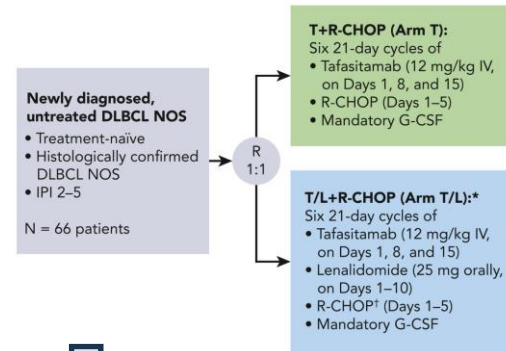 Newly diagnosed,
untreated DLBCL NOS
• Treatment-naïve
• Histologically confirmed
DLBCL NOS
• IPI 2–5
N = 66 patients
R
1:1
T+R-CHOP (Arm T):
Six 21-day cycles of
• Tafasitamab (12 mg/kg IV,
on Days 1, 8, and 15)
• R-CHOP (Days 1–5)
• Mandatory G-CSF
T/L+R-CHOP (Arm T/L):*
Six 21-day cycles of
• Tafasitamab (12 mg/kg IV,
on Days 1, 8, and 15)
• Lenalidomide (25 mg orally,
on Days 1–10)
• R-CHOP† (Days 1–5)
• Mandatory G-CSF